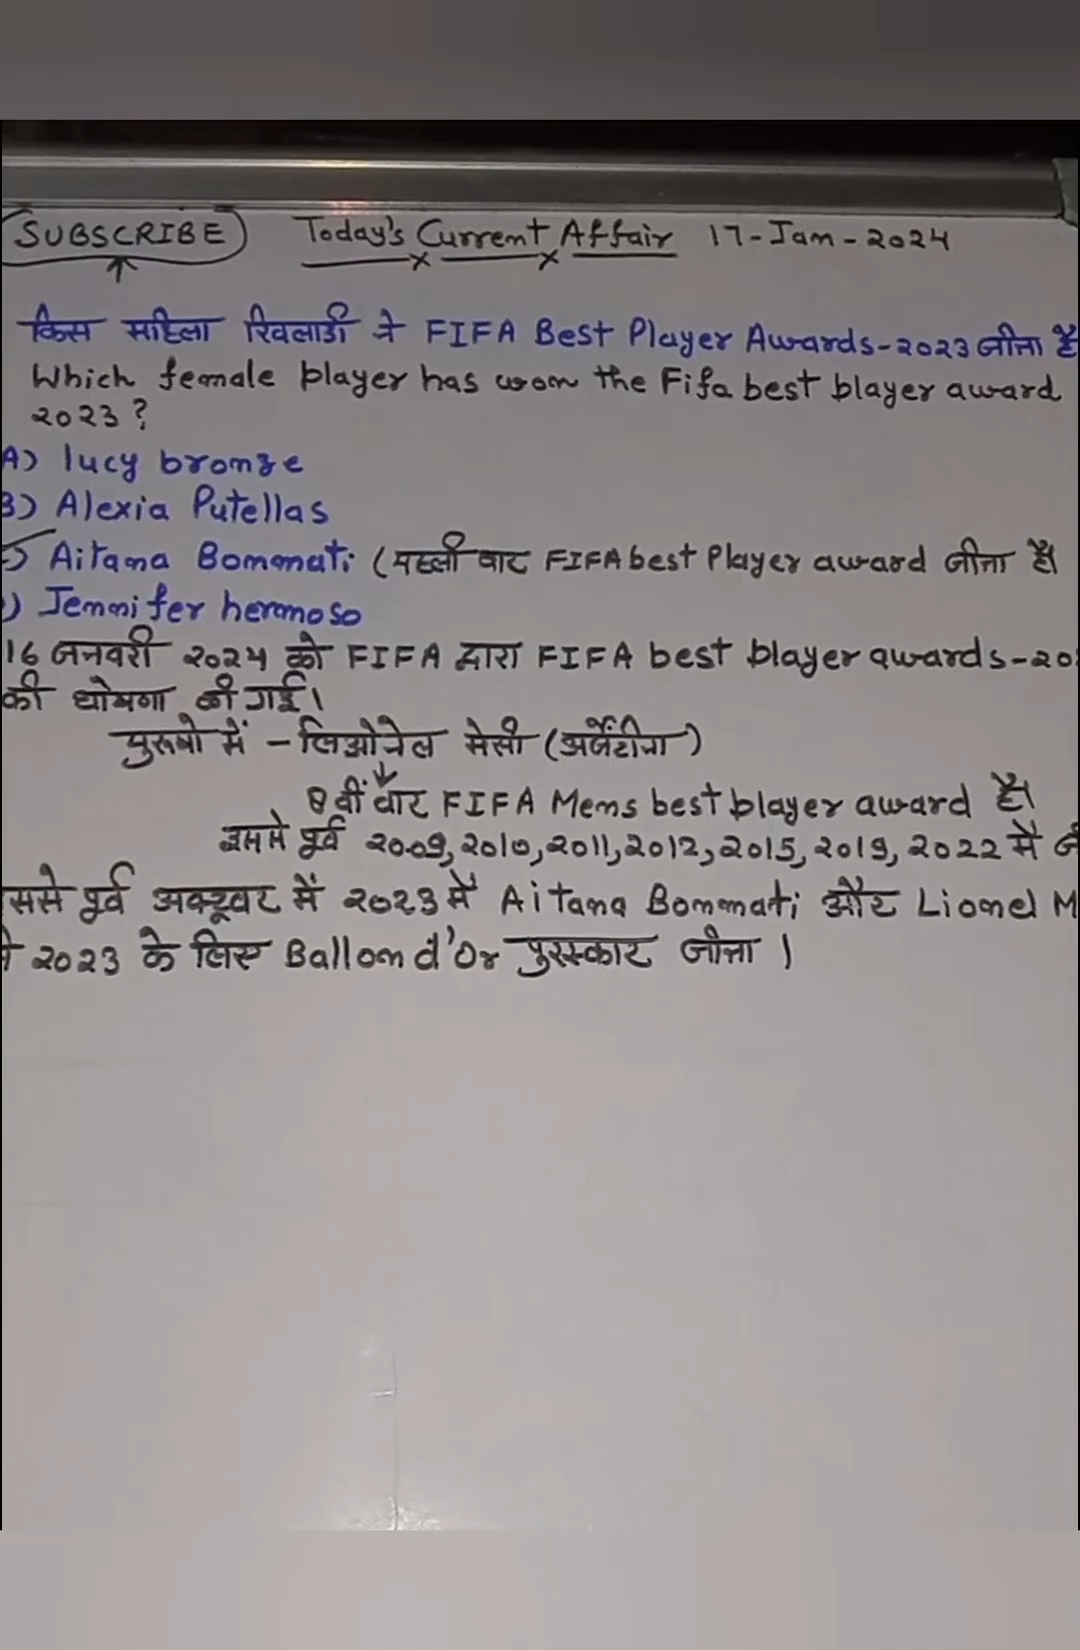 SUBSCRIBE Today's Current Affair 17-Jan-2024
किस महिला खिलाडी ने FIFA Best Player Awards-2023 जीता है
Which female player has won the Fifa best player award
2023?
A) lucy bronze
B) Alexia Putellas
C) Aitana Bonmati (पहली बार FIFA best Player award जीता है।
) Jennifer hermoso
16 जनवरी 2024 को FIFA द्वारा FIFA best player awards-20
की घोषणा की गई।
पुरूषो में - लिओनेल मेसी (अर्जेंटीना)
8वीं बार FIFA Mens best player award है।
इससे पूर्व 2009, 2010, 2011, 2012, 2015, 2019, 2022 में
ससे पूर्व अक्टूबर में 2023 में Aitana Bonmati और Lionel M
ने 2023 के लिए Ballon d'Or पुरस्कार जीता।